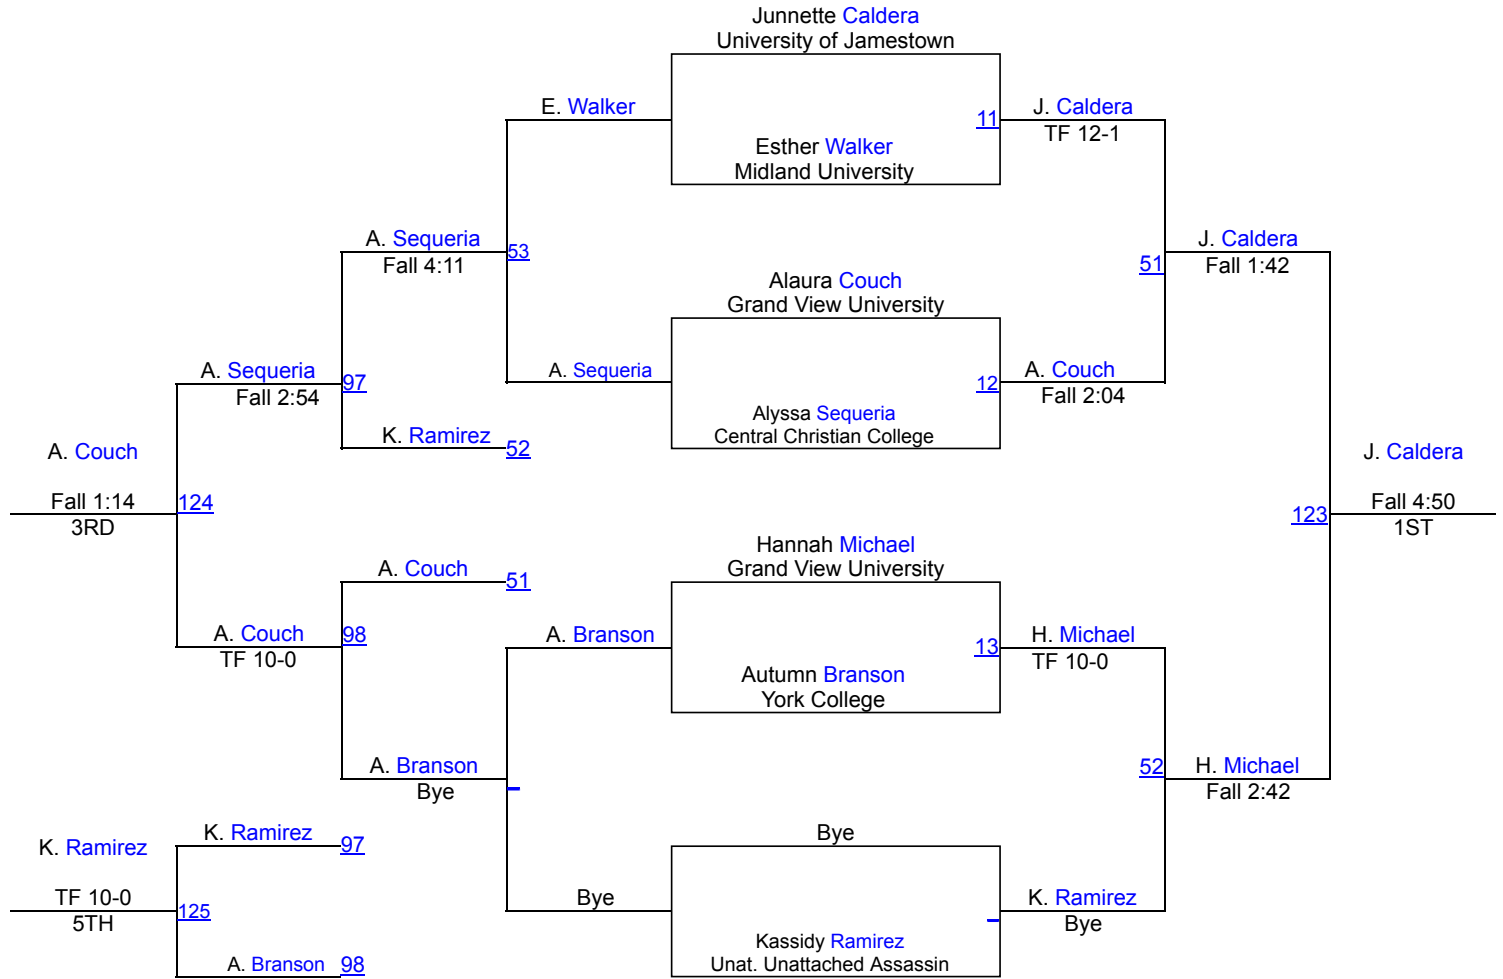 Junnette Caldera
University of Jamestown
E. Walker
11
J. Caldera
TF 12-1
Esther Walker
Midland University
A. Sequeria
Fall 4:11
53
J. Caldera
Fall 1:42
51
Alaura Couch
Grand View University
A. Sequeria
Fall 2:54
97
A. Sequeria
12
A. Couch
Fall 2:04
Alyssa Sequeria
Central Christian College
K. Ramirez
52
A. Couch
Fall 1:14
3RD
124
J. Caldera
Fall 4:50
1ST
123
Hannah Michael
Grand View University
A. Couch
51
A. Couch
TF 10-0
98
A. Branson
13
H. Michael
TF 10-0
Autumn Branson
York College
A. Branson
Bye
52
H. Michael
Fall 2:42
Bye
K. Ramirez
TF 10-0
5TH
K. Ramirez
97
125
A. Branson
98
Bye
K. Ramirez
Bye
Kassidy Ramirez
Unat. Unattached Assassin